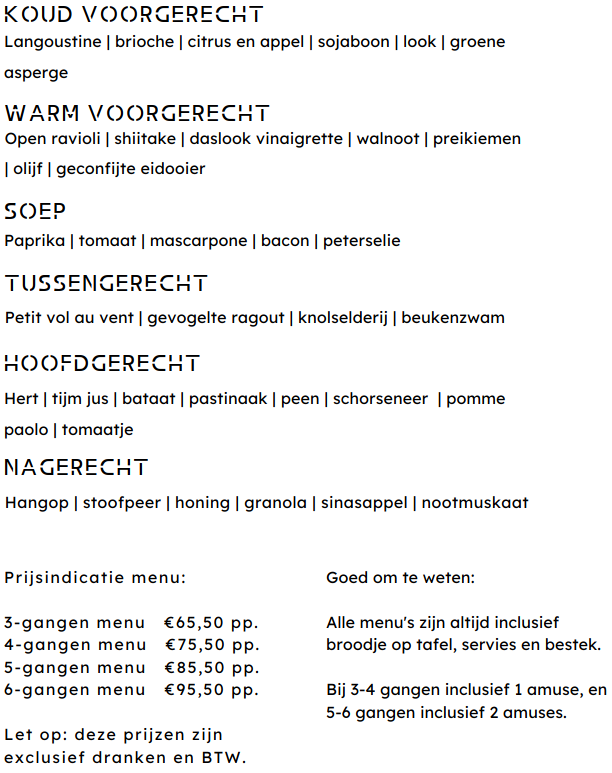 KOUD VOORGERECHT
Langoustine | brioche | citrus en appel | sojaboon | look | groene
asperge
WARM VOORGERECHT
Open ravioli | shiitake | daslook vinaigrette | walnoot | preikiemen
| olijf | geconfijte eidooier
SOEP
Paprika | tomaat | mascarpone | bacon | peterselie
TUSSENGERECHT
Petit vol au vent | gevogelte ragout | knolselderij | beukenzwam
HOOFDGERECHT
Hert | tijm jus | bataat | pastinaak | peen | schorseneer | pomme
paolo | tomaatje
NAGERECHT
Hangop | stoofpeer | honing | granola | sinasappel | nootmuskaat
Prijsindicatie menu:
3-gangen menu €65,50 pp.
4-gangen menu €75,50 pp.
5-gangen menu €85,50 pp.
6-gangen menu €95,50 pp.
Let op: deze prijzen zijn
exclusief dranken en BTW.
Goed om te weten:
Alle menu's zijn altijd inclusief
broodje op tafel, servies en bestek.
Bij 3-4 gangen inclusief 1 amuse, en
5-6 gangen inclusief 2 amuses.